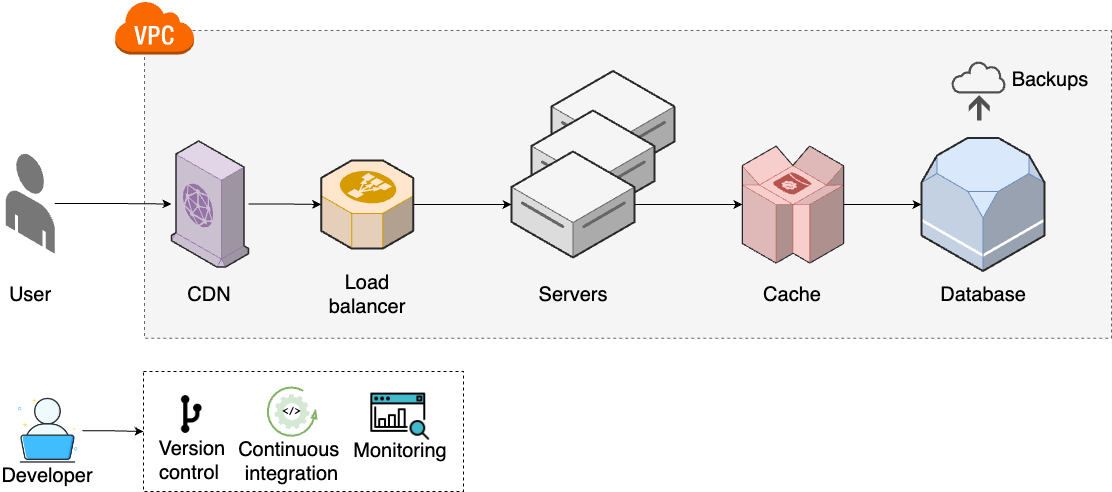 VPC
Backups
User
CDN
Load
balancer
Servers
Cache
Database
</>
Version
control
Continuous
integration
Monitoring
Developer